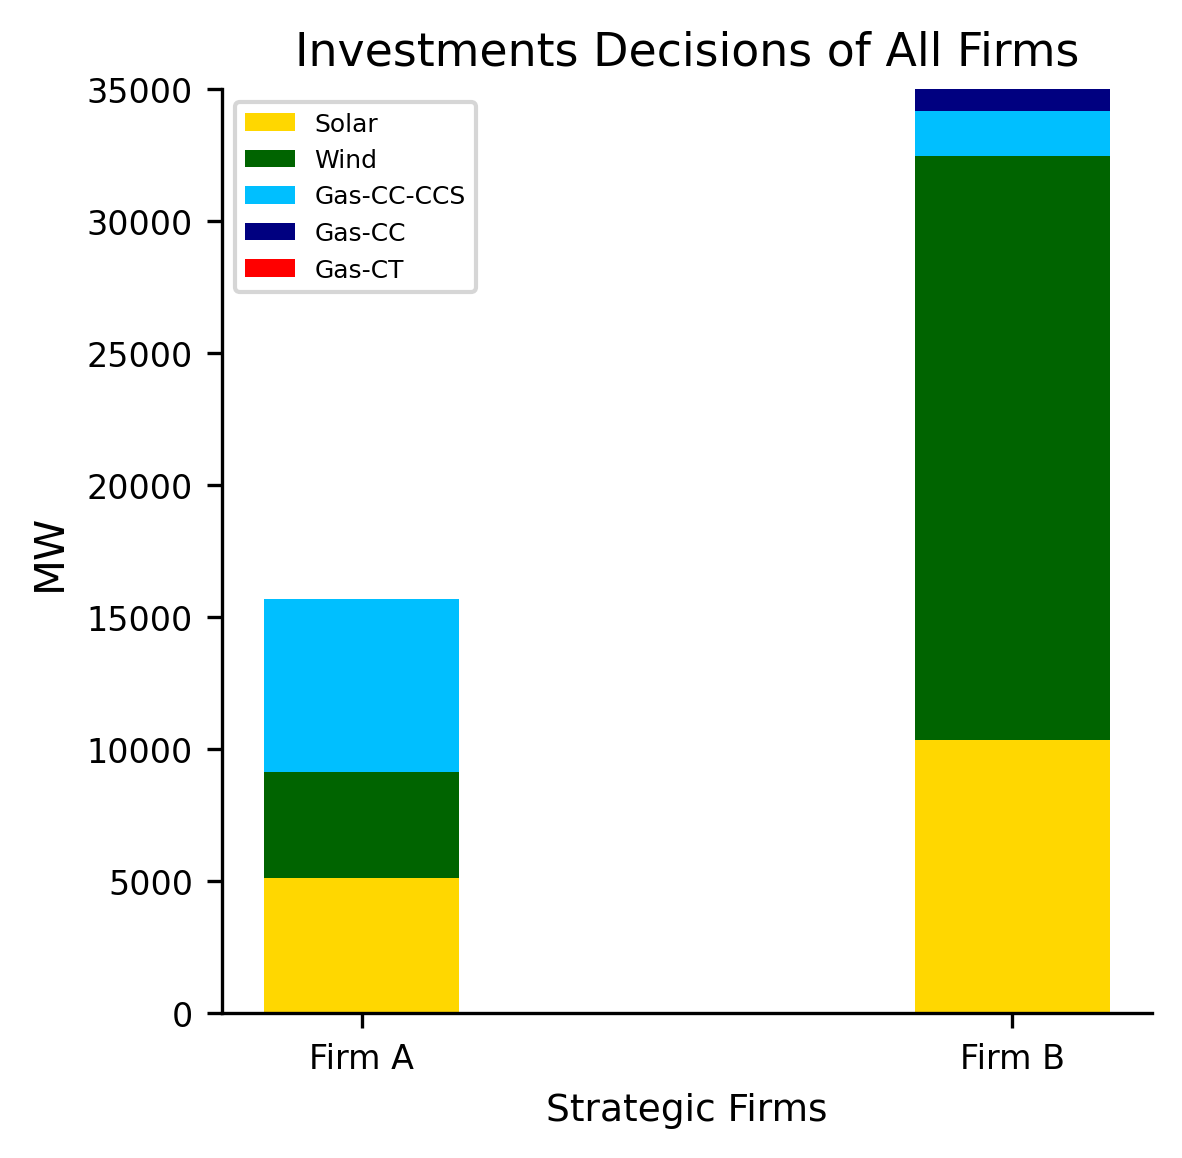 Investments Decisions of All Firms
35000
30000
25000
20000
15000
10000
5000
0
MW
Solar
Wind
Gas-CC-CCS
Gas-CC
Gas-CT
Firm A
Firm B
Strategic Firms